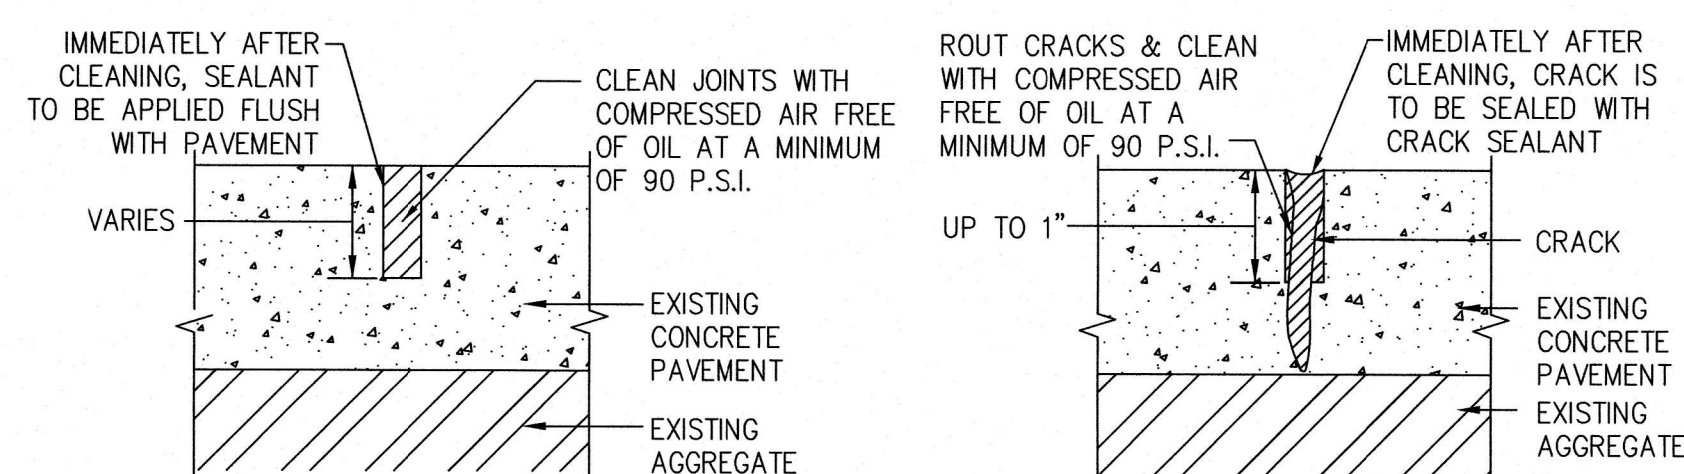 IMMEDIATELY AFTER
CLEANING, SEALANT
TO BE APPLIED FLUSH
WITH PAVEMENT
CLEAN JOINTS WITH
COMPRESSED AIR FREE
OF OIL AT A MINIMUM
OF 90 P.S.I.
VARIES
EXISTING
CONCRETE
PAVEMENT
EXISTING
AGGREGATE
ROUT CRACKS & CLEAN
WITH COMPRESSED AIR
FREE OF OIL AT A
MINIMUM OF 90 P.S.I.
IMMEDIATELY AFTER
CLEANING, CRACK IS
TO BE SEALED WITH
CRACK SEALANT
UP TO 1"
CRACK
EXISTING
CONCRETE
PAVEMENT
EXISTING
AGGREGATE